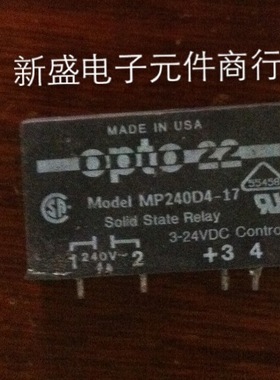 新盛电子元件商行
MADE IN USA
opto 22
Model MP240D4-17
Solid State Relay
3-24VDC Control
1 240V~ 2 +3 4